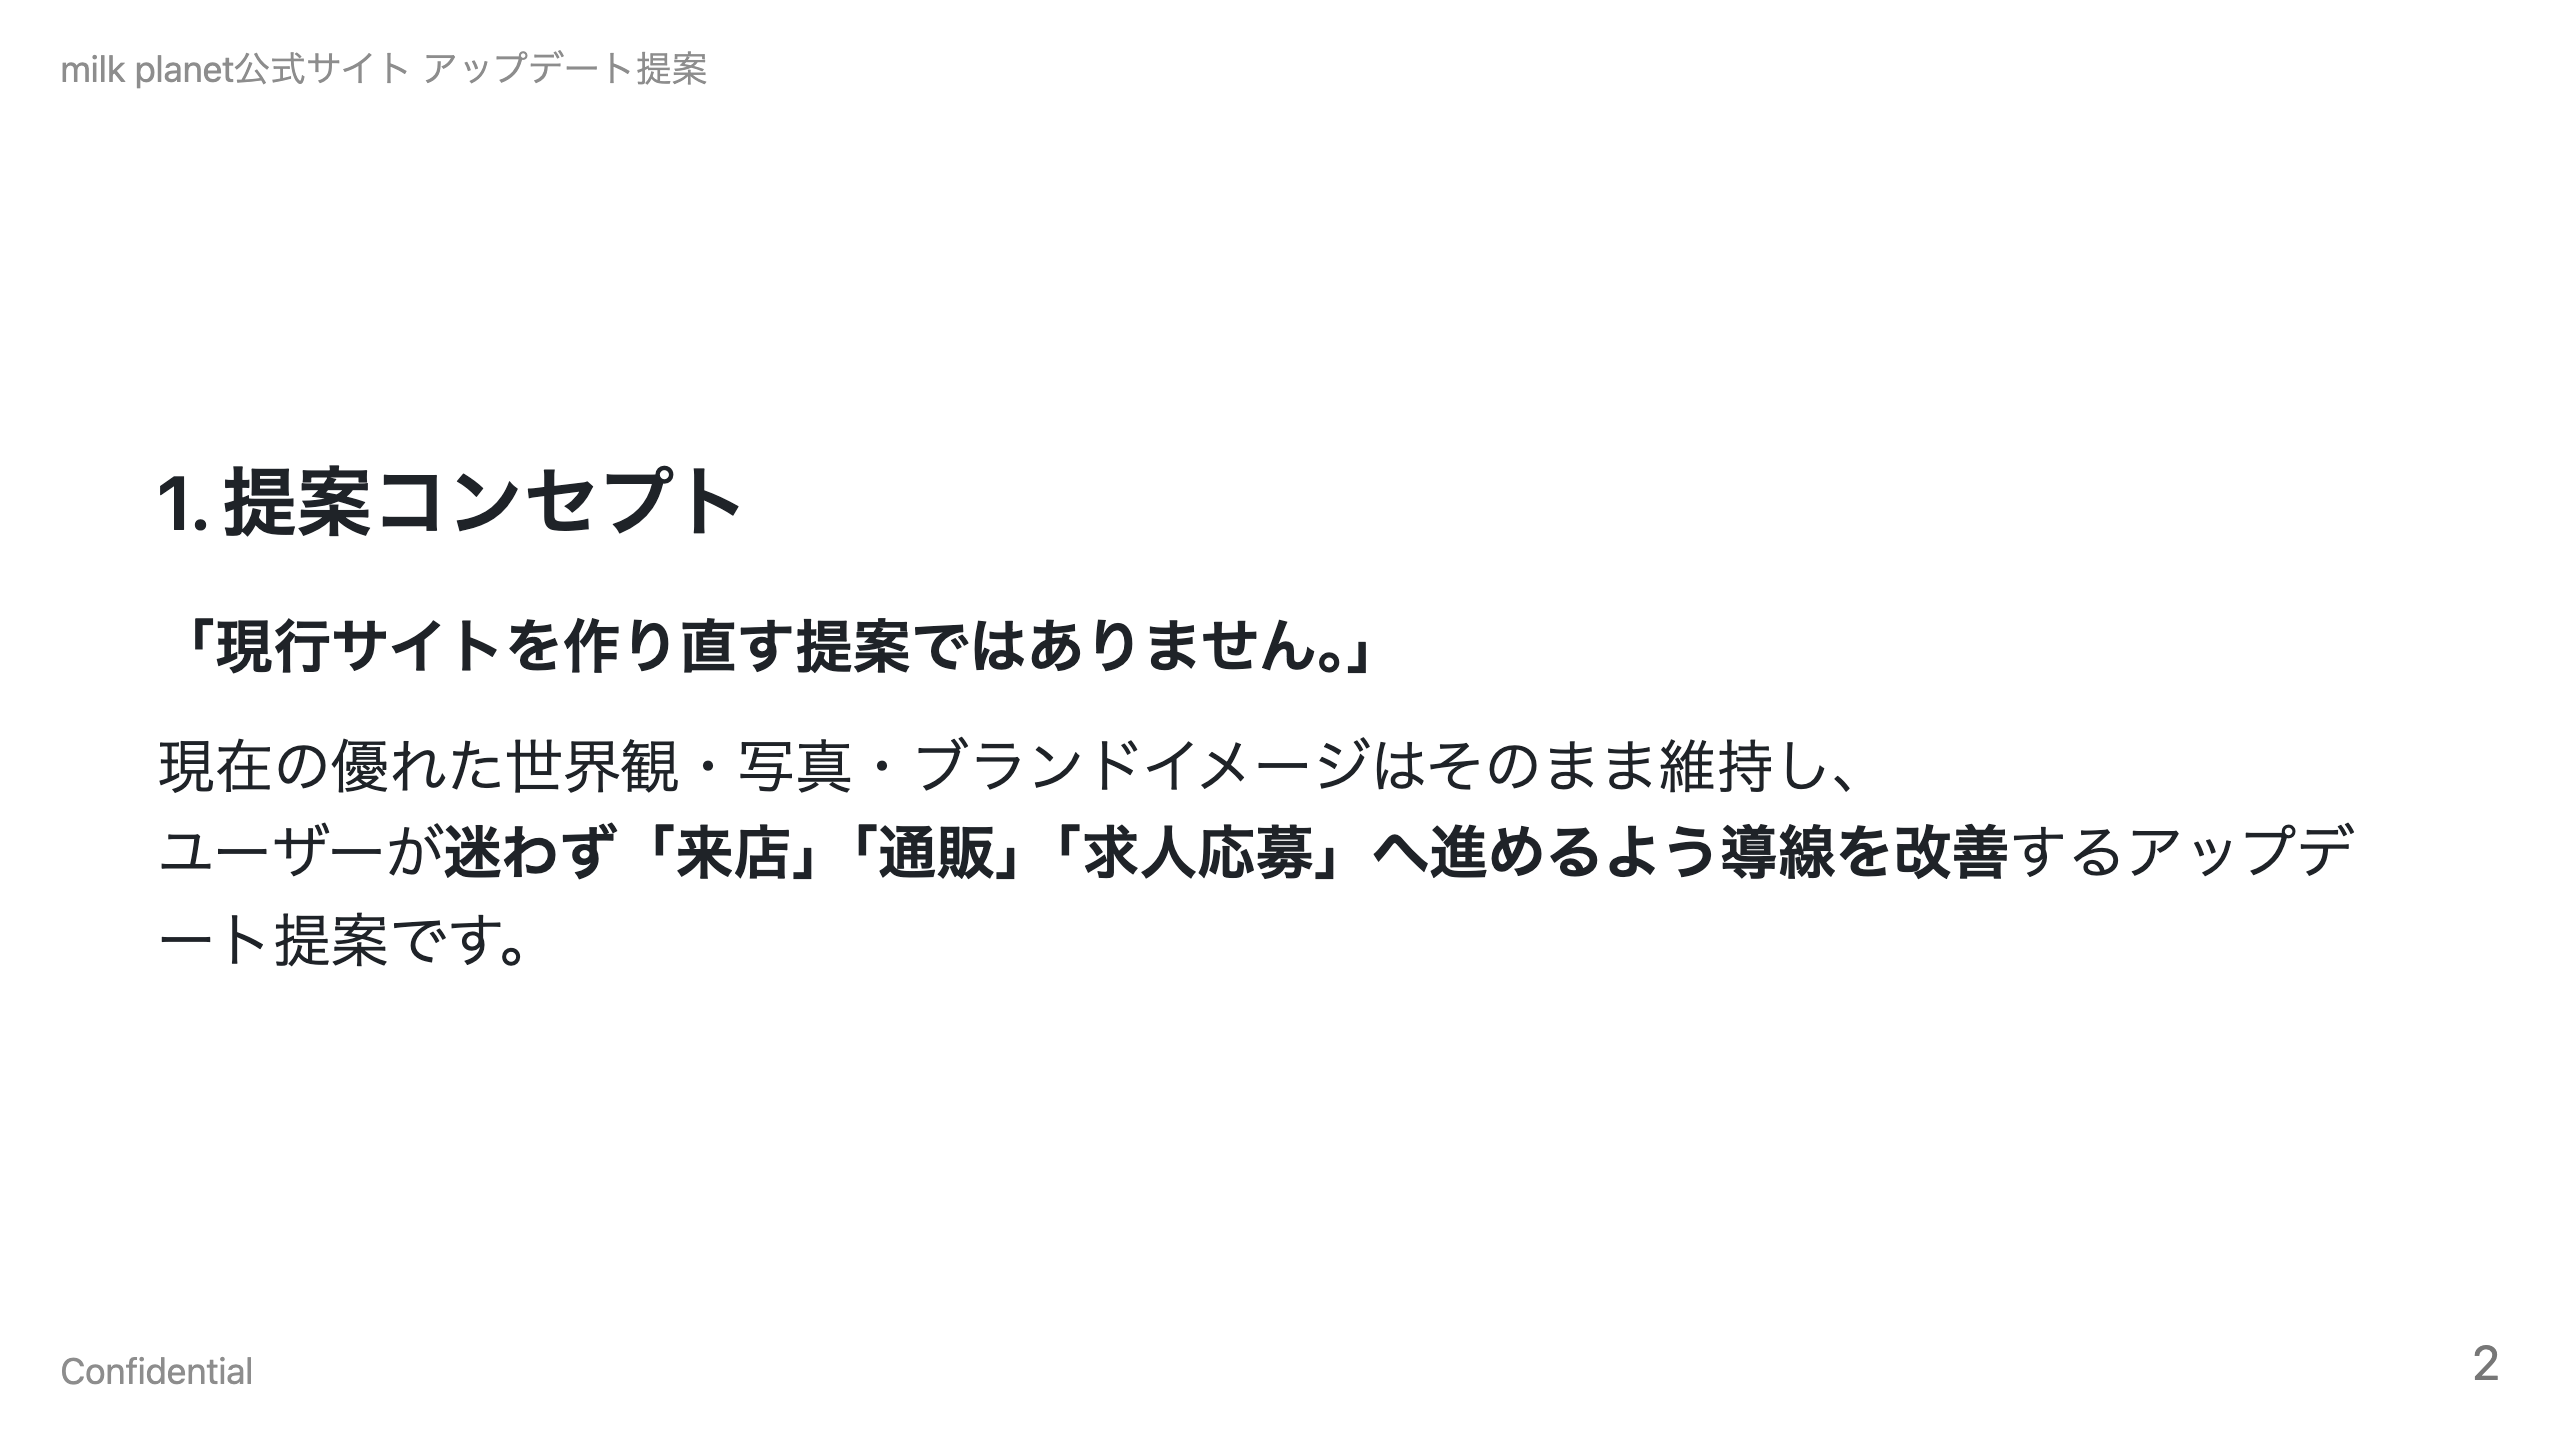 milk planet公式サイト アップデート提案
1. 提案コンセプト
「現行サイトを作り直す提案ではありません。」
現在の優れた世界観・写真・ブランドイメージはそのまま維持し、
ユーザーが迷わず「来店」「通販」「求人応募」へ進めるよう導線を改善するアップデ
ート提案です。
Confidential
2